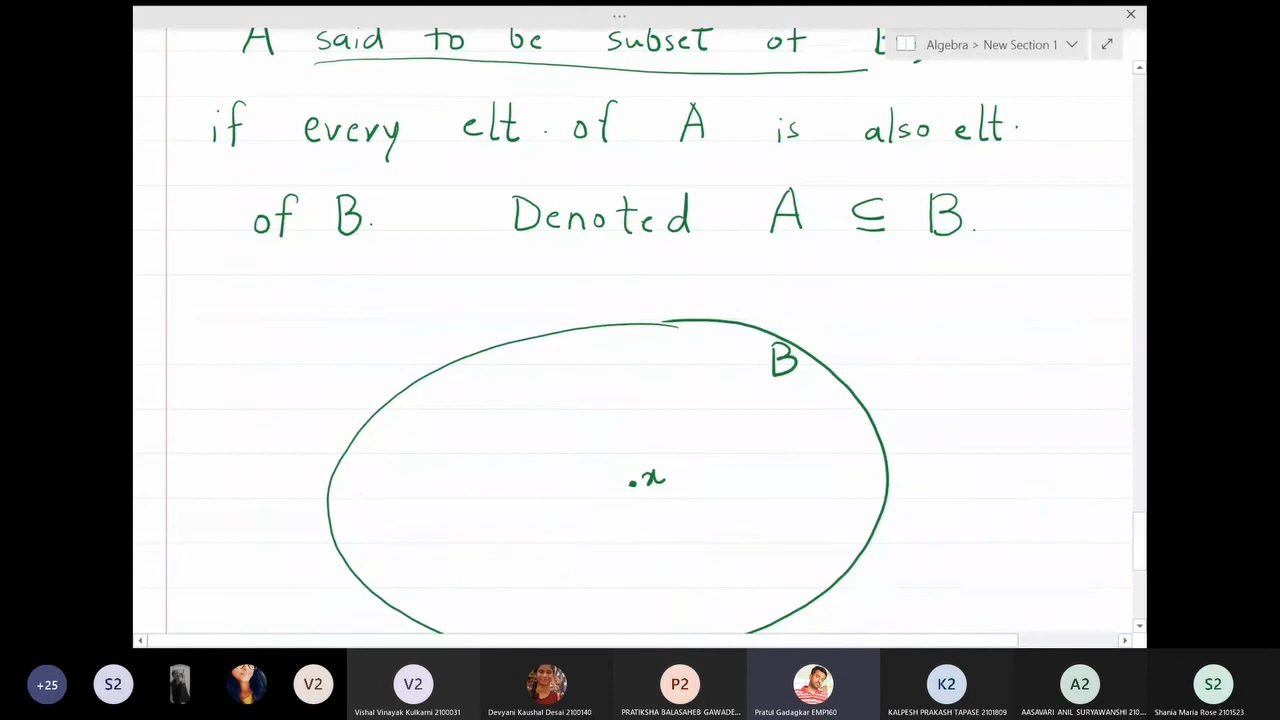 A said to be subset of
Algebra > New Section 1
if every elt. of A is also elt.
of B. Denoted A ⊆ B.
B
.x
+25
S2
V2
V2
P2
K2
A2
S2
Vishal Vinayak Kulkarni 2100031
Devyani Kaushal Desai 2100140
PRATIKSHA BALASAHEB GAWADE...
Pratul Gadagkar EMP160
KALPESH PRAKASH TAPASE 2101809
AASAVARI ANIL SURYAWANSHI 210...
Shania Maria Rose 2101523